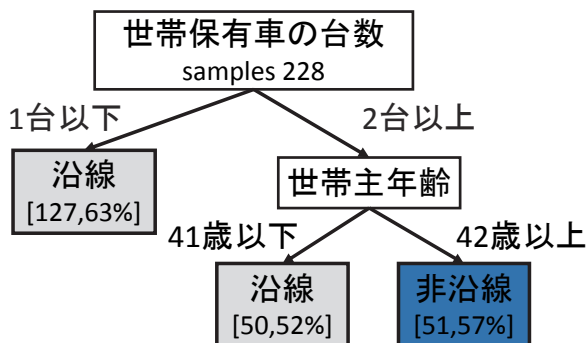 世帯保有車の台数
samples 228
1台以下
2台以上
沿線
[127,63%]
世帯主年齢
41歳以下
42歳以上
沿線
[50,52%]
非沿線
[51,57%]